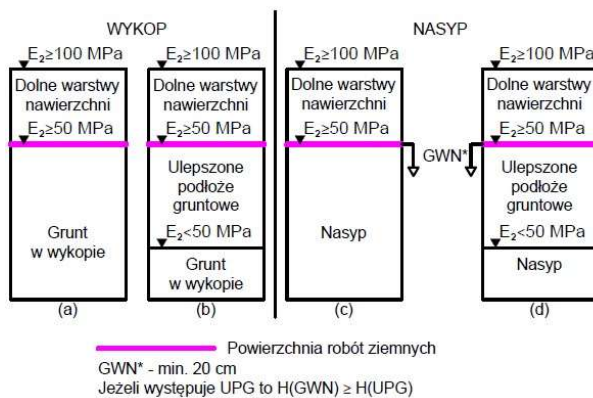 WYKOP
NASYP
E₂≥100 MPa
E₂≥100 MPa
E₂≥100 MPa
E₂≥100 MPa
Dolne warstwy
nawierzchni
Dolne warstwy
nawierzchni
Dolne warstwy
nawierzchni
Dolne warstwy
nawierzchni
E₂≥50 MPa
E₂≥50 MPa
E₂≥50 MPa
GWN*
E₂≥50 MPa
Grunt
w wykopie
Ulepszone
podłoże
gruntowe
E₂<50 MPa
Grunt
w wykopie
Nasyp
Ulepszone
podłoże
gruntowe
E₂<50 MPa
Nasyp
(a)
(b)
(c)
(d)
Powierzchnia robót ziemnych
GWN* - min. 20 cm
Jeżeli występuje UPG to H(GWN) ≥ H(UPG)